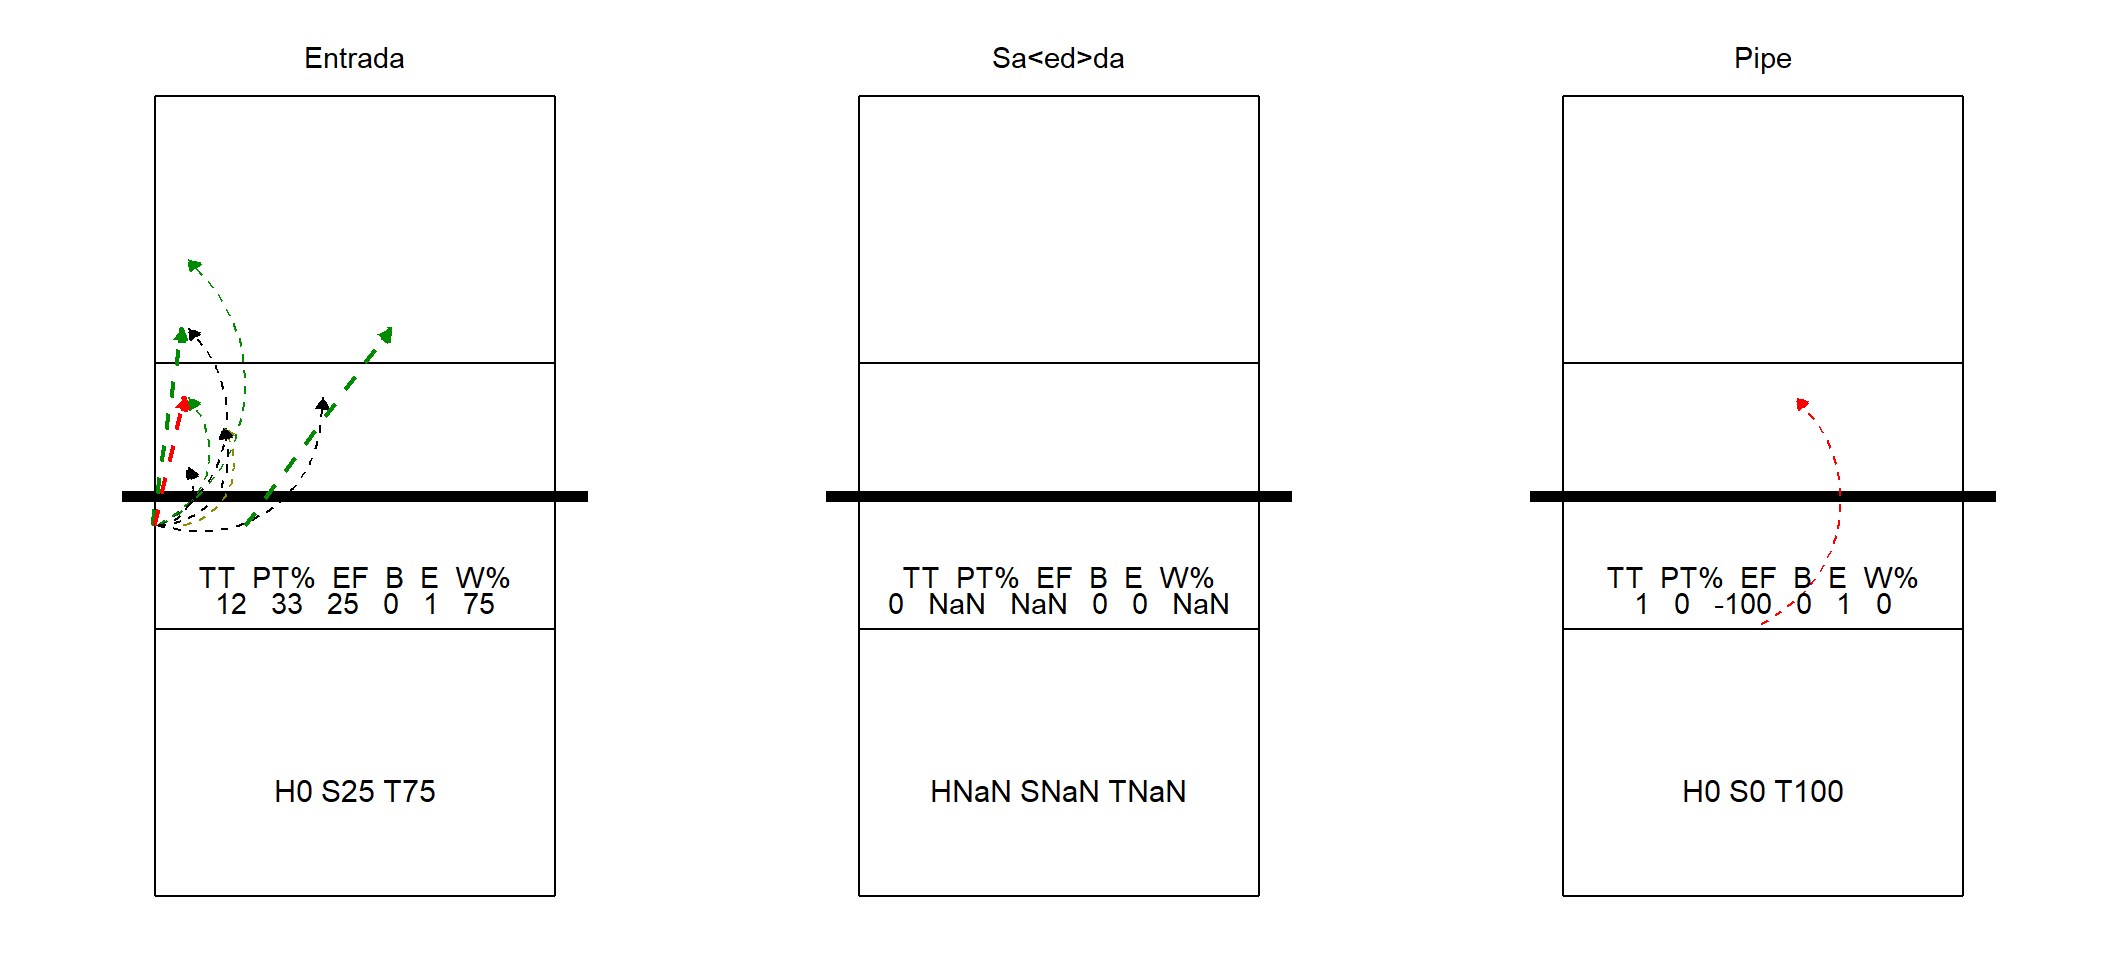 Entrada
TT PT% EF B E W%
12 33 25 0 1 75
H0 S25 T75
Sa<ed>da
TT PT% EF B E W%
0 NaN NaN 0 0 NaN
HNaN SNaN TNaN
Pipe
TT PT% EF B E W%
1 0 -100 0 1 0
H0 S0 T100